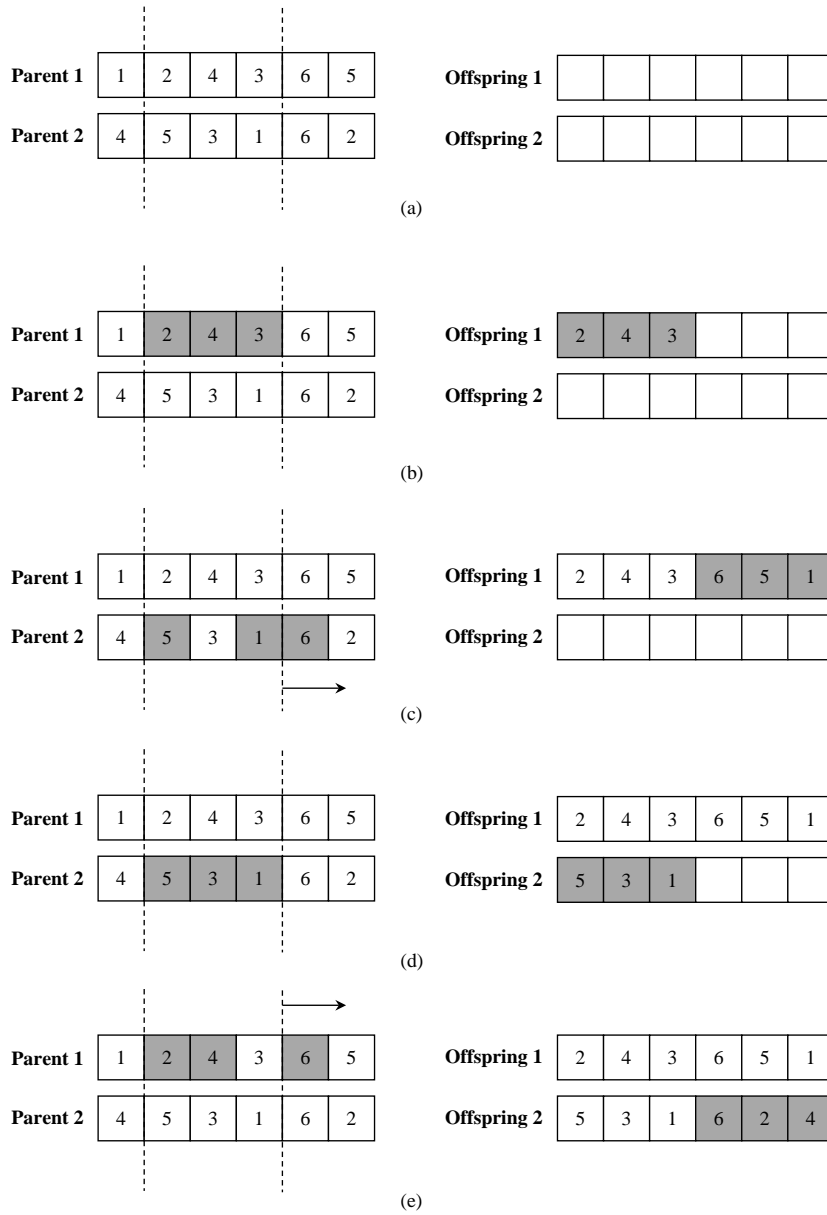 Parent 1 1 2 4 3 6 5 Offspring 1
Parent 2 4 5 3 1 6 2 Offspring 2
(a)
Parent 1 1 2 4 3 6 5 Offspring 1 2 4 3
Parent 2 4 5 3 1 6 2 Offspring 2
(b)
Parent 1 1 2 4 3 6 5 Offspring 1 2 4 3 6 5 1
Parent 2 4 5 3 1 6 2 Offspring 2
(c)
Parent 1 1 2 4 3 6 5 Offspring 1 2 4 3 6 5 1
Parent 2 4 5 3 1 6 2 Offspring 2 5 3 1
(d)
Parent 1 1 2 4 3 6 5 Offspring 1 2 4 3 6 5 1
Parent 2 4 5 3 1 6 2 Offspring 2 5 3 1 6 2 4
(e)